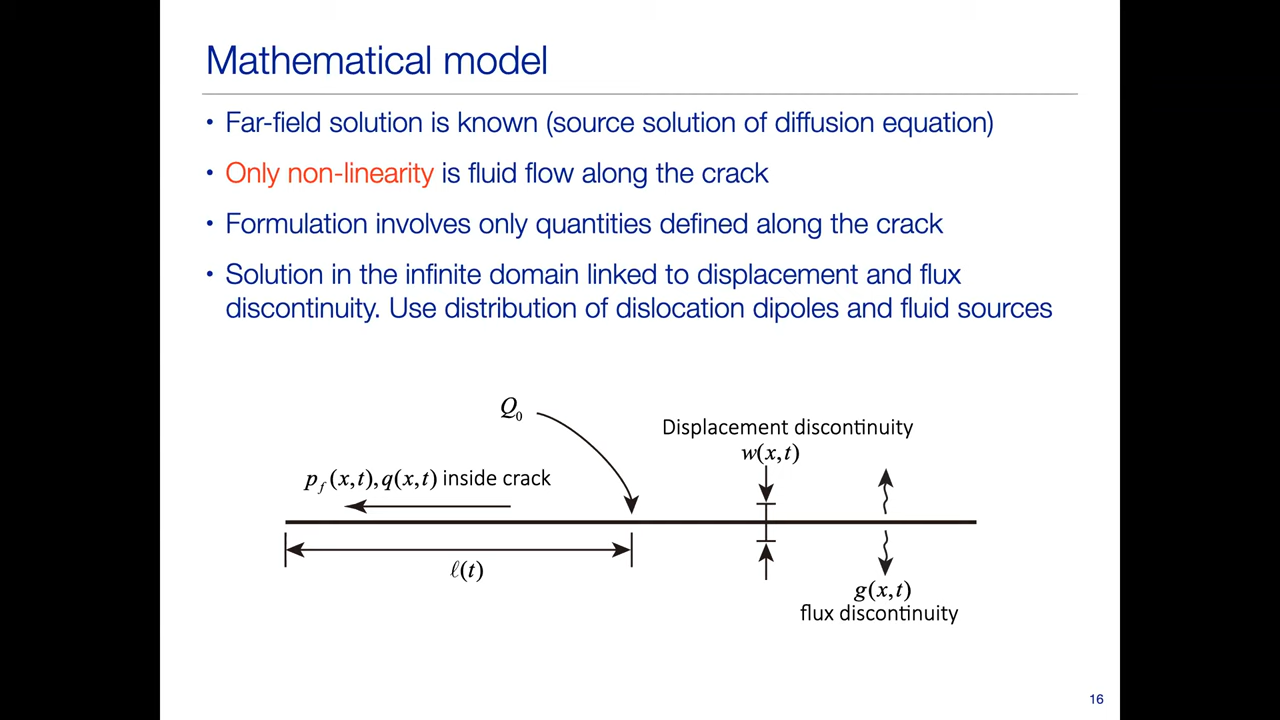 Mathematical model
• Far-field solution is known (source solution of diffusion equation)
• Only non-linearity is fluid flow along the crack
• Formulation involves only quantities defined along the crack
• Solution in the infinite domain linked to displacement and flux
discontinuity. Use distribution of dislocation dipoles and fluid sources
Q₀
Displacement discontinuity
w(x,t)
p_f(x,t),q(x,t) inside crack
ℓ(t)
g(x,t)
flux discontinuity
16